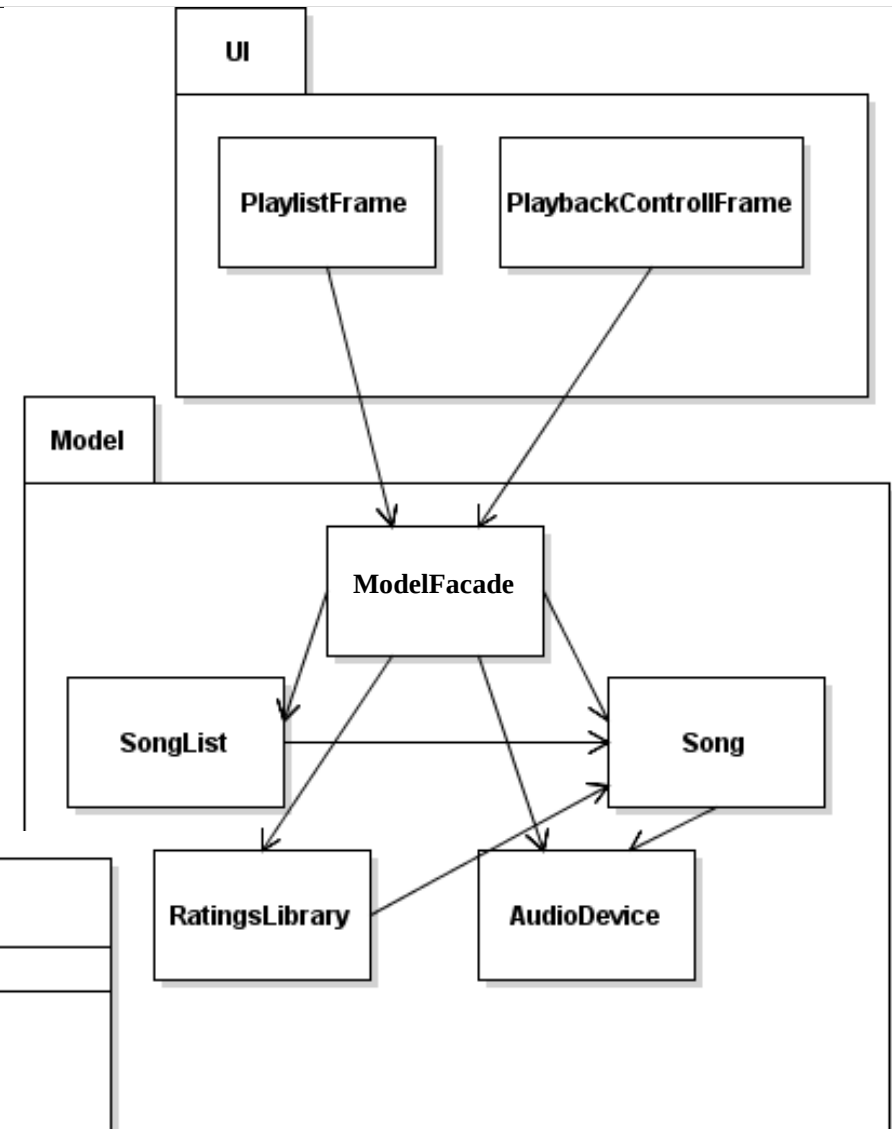 UI
PlaylistFrame
PlaybackControllFrame
Model
ModelFacade
SongList
Song
RatingsLibrary
AudioDevice